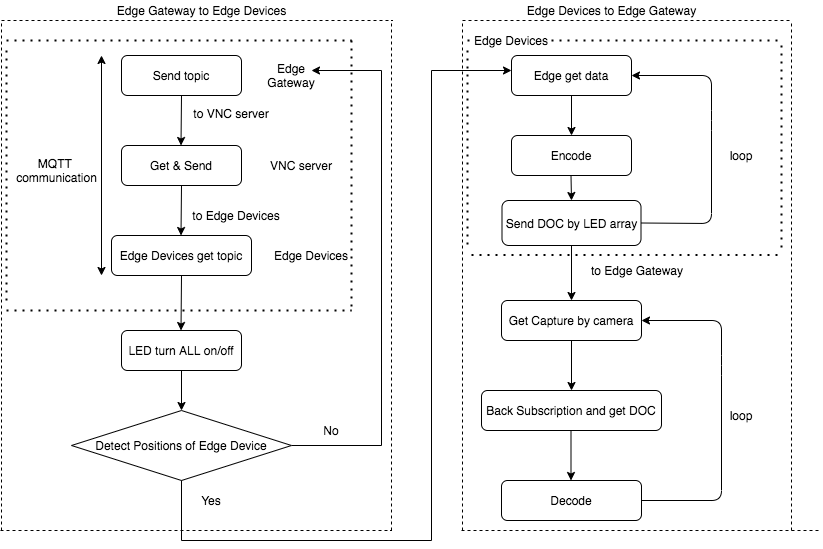 Edge Gateway to Edge Devices
Send topic
Edge
Gateway
to VNC server
MQTT
communication
Get & Send
VNC server
to Edge Devices
Edge Devices get topic
Edge Devices
LED turn ALL on/off
Detect Positions of Edge Device
No
Yes
Edge Devices to Edge Gateway
Edge Devices
Edge get data
Encode
loop
Send DOC by LED array
to Edge Gateway
Get Capture by camera
Back Subscription and get DOC
loop
Decode